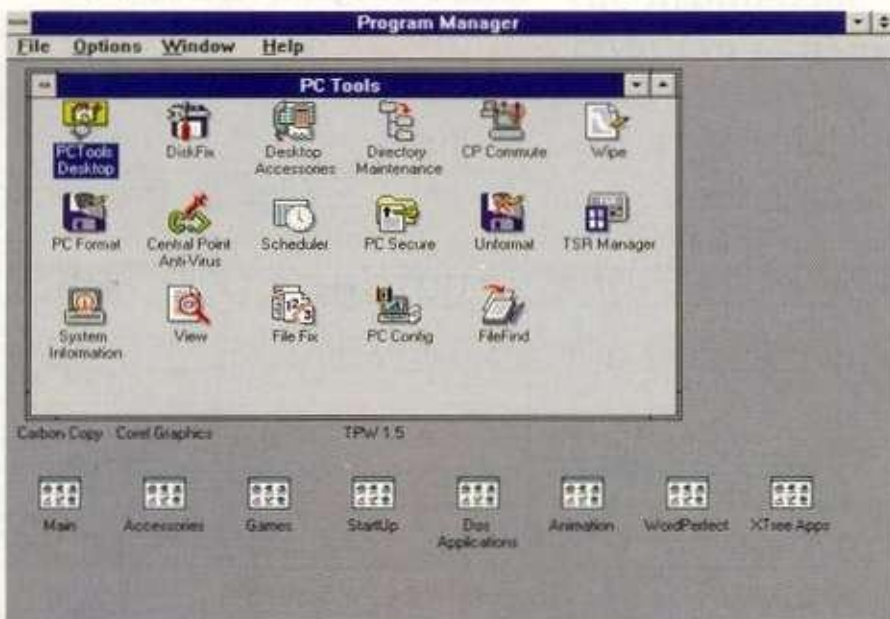 Program Manager
File Options Window Help
PC Tools
PCTools Desktop
DiskFix
Desktop Accessories
Directory Maintenance
CP Commute
Wipe
PC Format
Central Point Anti-Virus
Scheduler
PC Secure
Unformat
TSR Manager
System Information
View
File Fix
PC Config
FileFind
Carbon Copy
Corel Graphics
TPW 1.5
Main
Accessories
Games
StartUp
Dos Applications
Animation
WordPerfect
XTree Apps